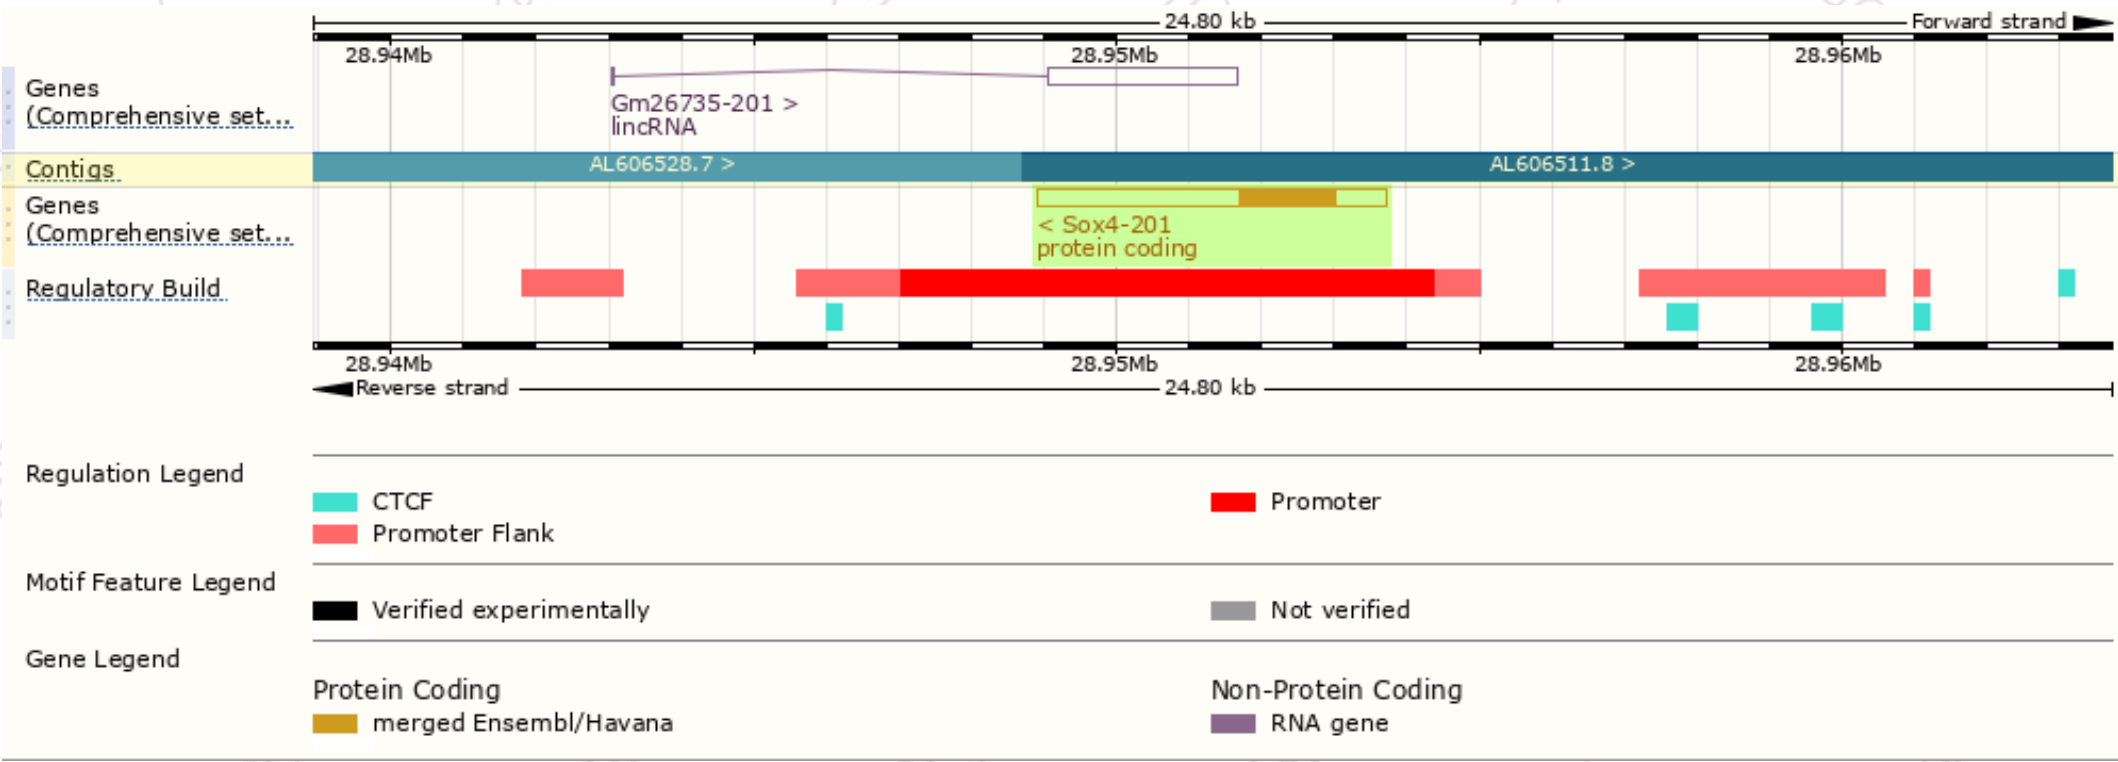 24.80 kb
Forward strand
28.94Mb 28.95Mb 28.96Mb
Genes
(Comprehensive set...
Gm26735-201 >
lincRNA
Contigs
AL606528.7 > AL606511.8 >
Genes
(Comprehensive set...
< Sox4-201
protein coding
Regulatory Build
28.94Mb 28.95Mb 28.96Mb
Reverse strand 24.80 kb
Regulation Legend
CTCF Promoter
Promoter Flank
Motif Feature Legend
Verified experimentally Not verified
Gene Legend
Protein Coding Non-Protein Coding
merged Ensembl/Havana RNA gene